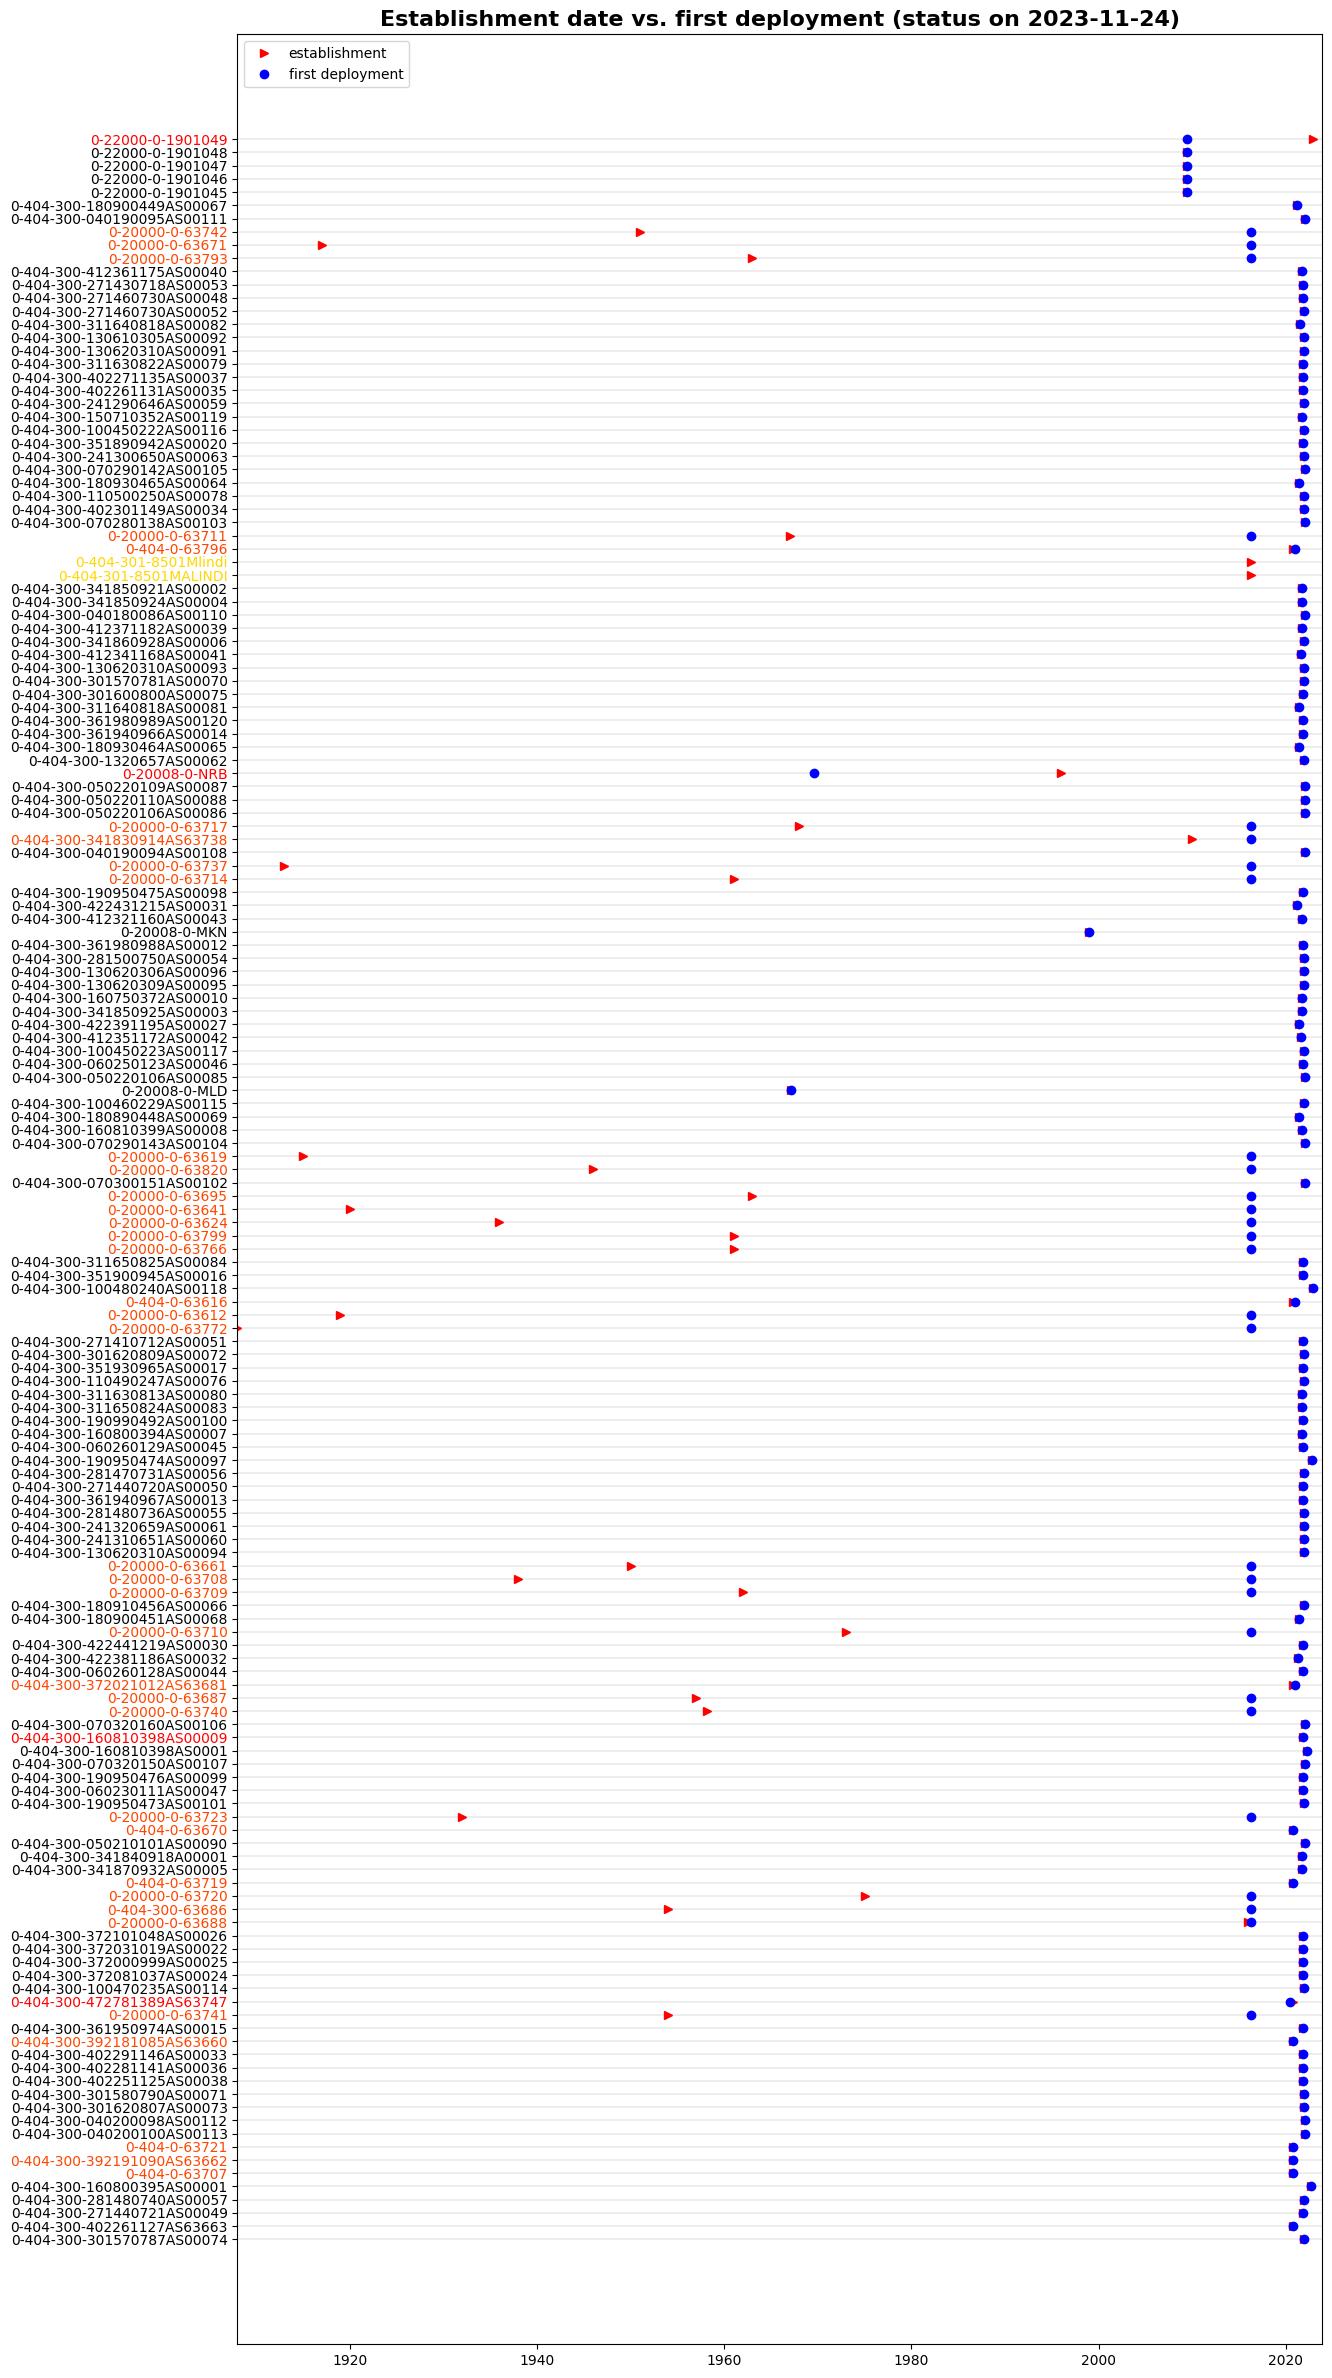 Establishment date vs. first deployment (status on 2023-11-24)
establishment
first deployment
0-22000-0-1901049
0-22000-0-1901048
0-22000-0-1901047
0-22000-0-1901046
0-22000-0-1901045
0-404-300-180900449AS00067
0-404-300-040190095AS00111
0-20000-0-63742
0-20000-0-63671
0-20000-0-63793
0-404-300-412361175AS00040
0-404-300-271430718AS00053
0-404-300-271460730AS00048
0-404-300-271460730AS00052
0-404-300-311640818AS00082
0-404-300-130610305AS00092
0-404-300-130620310AS00091
0-404-300-311630822AS00079
0-404-300-402271135AS00037
0-404-300-402261131AS00035
0-404-300-241290646AS00059
0-404-300-150710352AS00119
0-404-300-100450222AS00116
0-404-300-351890942AS00020
0-404-300-241300650AS00063
0-404-300-070290142AS00105
0-404-300-180930465AS00064
0-404-300-110500250AS00078
0-404-300-402301149AS00034
0-404-300-070280138AS00103
0-20000-0-63711
0-404-0-63796
0-404-301-8501Mlindi
0-404-301-8501MALINDI
0-404-300-341850921AS00002
0-404-300-341850924AS00004
0-404-300-040180086AS00110
0-404-300-412371182AS00039
0-404-300-341860928AS00006
0-404-300-412341168AS00041
0-404-300-130620310AS00093
0-404-300-301570781AS00070
0-404-300-301600800AS00075
0-404-300-311640818AS00081
0-404-300-361980989AS00120
0-404-300-361940966AS00014
0-404-300-180930464AS00065
0-404-300-1320657AS00062
0-20008-0-NRB
0-404-300-050220109AS00087
0-404-300-050220110AS00088
0-404-300-050220106AS00086
0-20000-0-63717
0-404-300-341830914AS63738
0-404-300-040190094AS00108
0-20000-0-63737
0-20000-0-63714
0-404-300-190950475AS00098
0-404-300-422431215AS00031
0-404-300-412321160AS00043
0-20008-0-MKN
0-404-300-361980988AS00012
0-404-300-281500750AS00054
0-404-300-130620306AS00096
0-404-300-130620309AS00095
0-404-300-160750372AS00010
0-404-300-341850925AS00003
0-404-300-422391195AS00027
0-404-300-412351172AS00042
0-404-300-100450223AS00117
0-404-300-060250123AS00046
0-404-300-050220106AS00085
0-20008-0-MLD
0-404-300-100460229AS00115
0-404-300-180890448AS00069
0-404-300-160810399AS00008
0-404-300-070290143AS00104
0-20000-0-63619
0-20000-0-63820
0-404-300-070300151AS00102
0-20000-0-63695
0-20000-0-63641
0-20000-0-63624
0-20000-0-63799
0-20000-0-63766
0-404-300-311650825AS00084
0-404-300-351900945AS00016
0-404-300-100480240AS00118
0-404-0-63616
0-20000-0-63612
0-20000-0-63772
0-404-300-271410712AS00051
0-404-300-301620809AS00072
0-404-300-351930965AS00017
0-404-300-110490247AS00076
0-404-300-311630813AS00080
0-404-300-311650824AS00083
0-404-300-190990492AS00100
0-404-300-160800394AS00007
0-404-300-060260129AS00045
0-404-300-190950474AS00097
0-404-300-281470731AS00056
0-404-300-271440720AS00050
0-404-300-361940967AS00013
0-404-300-281480736AS00055
0-404-300-241320659AS00061
0-404-300-241310651AS00060
0-404-300-130620310AS00094
0-20000-0-63661
0-20000-0-63708
0-20000-0-63709
0-404-300-180910456AS00066
0-404-300-180900451AS00068
0-20000-0-63710
0-404-300-422441219AS00030
0-404-300-422381186AS00032
0-404-300-060260128AS00044
0-404-300-372021012AS63681
0-20000-0-63687
0-20000-0-63740
0-404-300-070320160AS00106
0-404-300-160810398AS00009
0-404-300-160810398AS0001
0-404-300-070320150AS00107
0-404-300-190950476AS00099
0-404-300-060230111AS00047
0-404-300-190950473AS00101
0-20000-0-63723
0-404-0-63670
0-404-300-050210101AS00090
0-404-300-341840918A00001
0-404-300-341870932AS00005
0-404-0-63719
0-20000-0-63720
0-404-300-63686
0-20000-0-63688
0-404-300-372101048AS00026
0-404-300-372031019AS00022
0-404-300-372000999AS00025
0-404-300-372081037AS00024
0-404-300-100470235AS00114
0-404-300-472781389AS63747
0-20000-0-63741
0-404-300-361950974AS00015
0-404-300-392181085AS63660
0-404-300-402291146AS00033
0-404-300-402281141AS00036
0-404-300-402251125AS00038
0-404-300-301580790AS00071
0-404-300-301620807AS00073
0-404-300-040200098AS00112
0-404-300-040200100AS00113
0-404-0-63721
0-404-300-392191090AS63662
0-404-0-63707
0-404-300-160800395AS00001
0-404-300-281480740AS00057
0-404-300-271440721AS00049
0-404-300-402261127AS63663
0-404-300-301570787AS00074
1920 1940 1960 1980 2000 2020